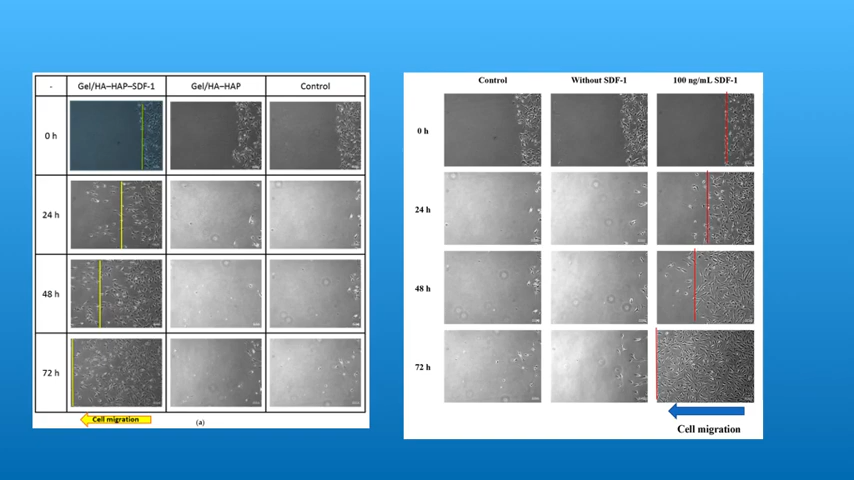 - Gel/HA–HAP–SDF-1 Gel/HA–HAP Control
0 h
24 h
48 h
72 h
Cell migration
(a)
Control Without SDF-1 100 ng/mL SDF-1
0 h
24 h
48 h
72 h
Cell migration